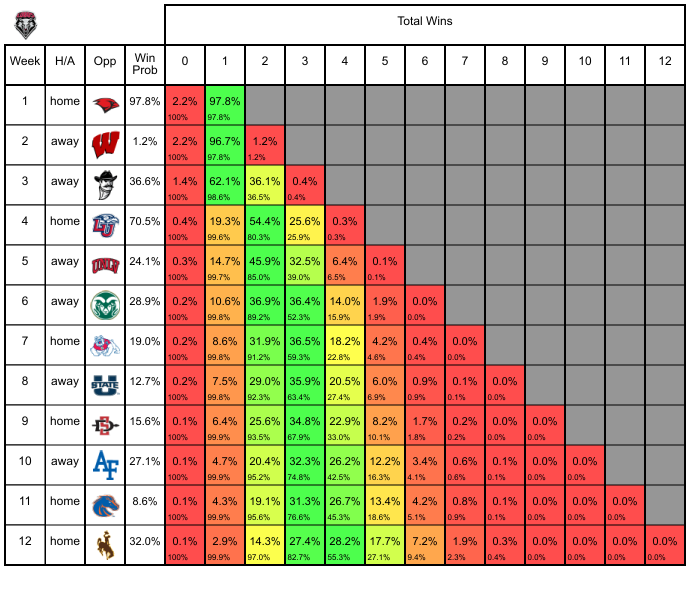 Total Wins
Week H/A Opp Win Prob 0 1 2 3 4 5 6 7 8 9 10 11 12
1 home 97.8% 2.2% 97.8%
100% 97.8%
2 away W 1.2% 2.2% 96.7% 1.2%
100% 97.8% 1.2%
3 away 36.6% 1.4% 62.1% 36.1% 0.4%
100% 98.6% 36.5% 0.4%
4 home LU 70.5% 0.4% 19.3% 54.4% 25.6% 0.3%
100% 99.6% 80.3% 25.9% 0.3%
5 away UNLV 24.1% 0.3% 14.7% 45.9% 32.5% 6.4% 0.1%
100% 99.7% 85.0% 39.0% 6.5% 0.1%
6 away 28.9% 0.2% 10.6% 36.9% 36.4% 14.0% 1.9% 0.0%
100% 99.8% 89.2% 52.3% 15.9% 1.9% 0.0%
7 home 19.0% 0.2% 8.6% 31.9% 36.5% 18.2% 4.2% 0.4% 0.0%
100% 99.8% 91.2% 59.3% 22.8% 4.6% 0.4% 0.0%
8 away U STATE 12.7% 0.2% 7.5% 29.0% 35.9% 20.5% 6.0% 0.9% 0.1% 0.0%
100% 99.8% 92.3% 63.4% 27.4% 6.9% 0.9% 0.1% 0.0%
9 home SD 15.6% 0.1% 6.4% 25.6% 34.8% 22.9% 8.2% 1.7% 0.2% 0.0% 0.0%
100% 99.9% 93.5% 67.9% 33.0% 10.1% 1.8% 0.2% 0.0% 0.0%
10 away AF 27.1% 0.1% 4.7% 20.4% 32.3% 26.2% 12.2% 3.4% 0.6% 0.1% 0.0% 0.0%
100% 99.9% 95.2% 74.8% 42.5% 16.3% 4.1% 0.6% 0.1% 0.0% 0.0%
11 home 8.6% 0.1% 4.3% 19.1% 31.3% 26.7% 13.4% 4.2% 0.8% 0.1% 0.0% 0.0% 0.0%
100% 99.9% 95.6% 76.6% 45.3% 18.6% 5.1% 0.9% 0.1% 0.0% 0.0% 0.0%
12 home 32.0% 0.1% 2.9% 14.3% 27.4% 28.2% 17.7% 7.2% 1.9% 0.3% 0.0% 0.0% 0.0% 0.0%
100% 99.9% 97.0% 82.7% 55.3% 27.1% 9.4% 2.3% 0.4% 0.0% 0.0% 0.0% 0.0%